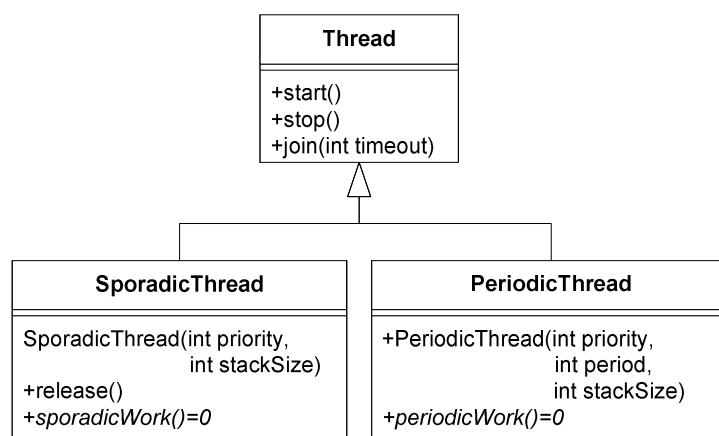 Thread
+start()
+stop()
+join(int timeout)
SporadicThread
SporadicThread(int priority,
int stackSize)
+release()
+sporadicWork()=0
PeriodicThread
+PeriodicThread(int priority,
int period,
int stackSize)
+periodicWork()=0